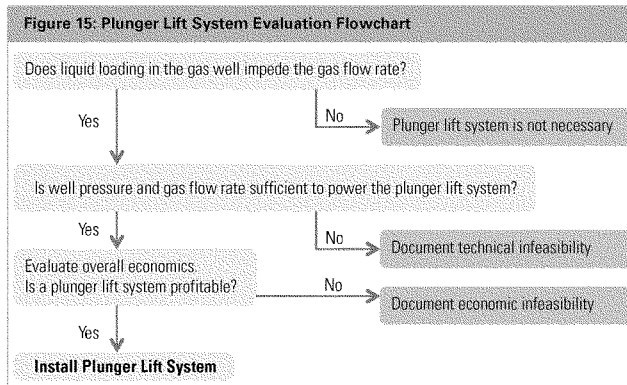 Figure 15: Plunger Lift System Evaluation Flowchart
Does liquid loading in the gas well impede the gas flow rate?
Yes
No
Plunger lift system is not necessary
Is well pressure and gas flow rate sufficient to power the plunger lift system?
Yes
No
Document technical infeasibility
Evaluate overall economics.
Is a plunger lift system profitable?
No
Document economic infeasibility
Yes
Install Plunger Lift System